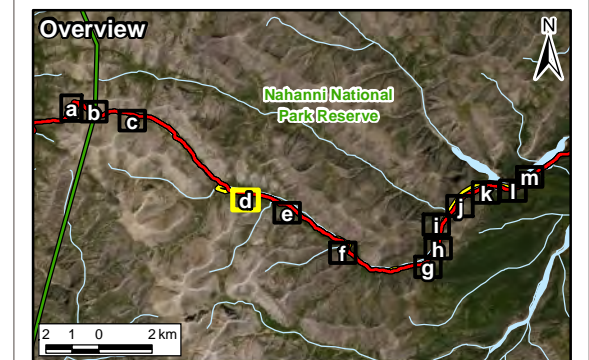 Overview
N
Nahanni National
Park Reserve
a
b
c
d
e
f
g
h
i
j
k
l
m
2 1 0 2 km